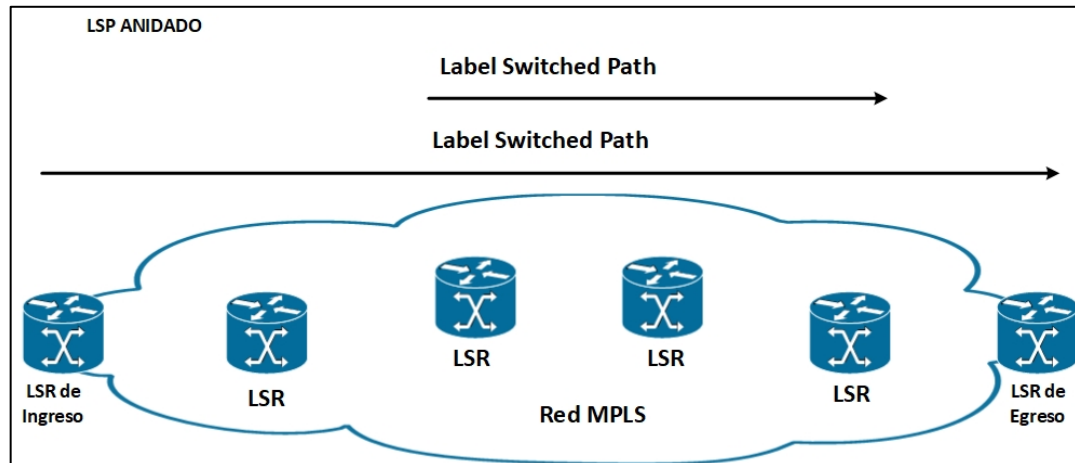 LSP ANIDADO
Label Switched Path
Label Switched Path
LSR de
Ingreso
LSR
LSR
LSR
LSR
LSR de
Egreso
Red MPLS